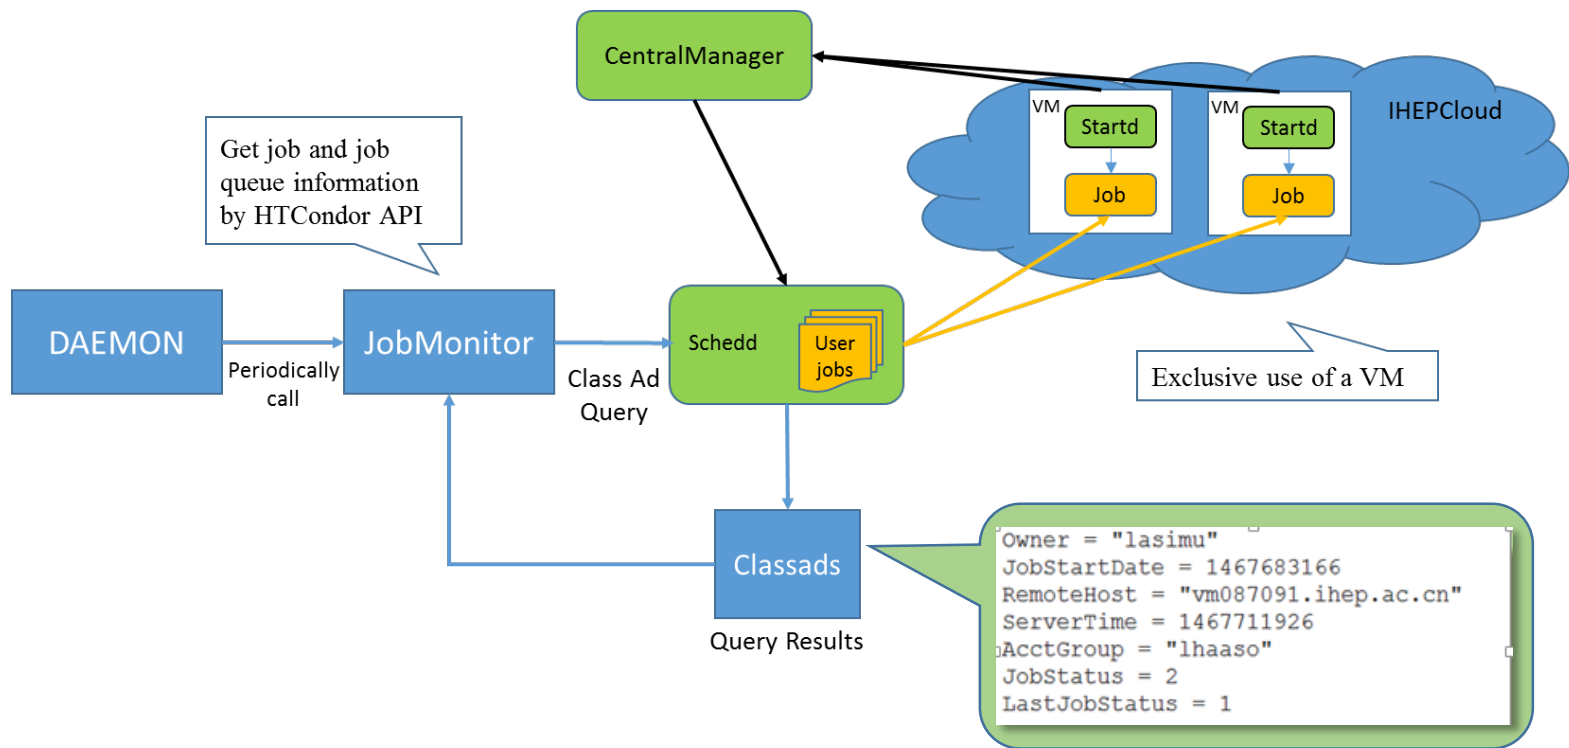 CentralManager
IHEPCloud
VM
Startd
Job
VM
Startd
Job
Get job and job
queue information
by HTCondor API
DAEMON
Periodically
call
JobMonitor
Class Ad
Query
Schedd
User
jobs
Exclusive use of a VM
Classads
Query Results
Owner = "lasimu"
JobStartDate = 1467683166
RemoteHost = "vm087091.ihep.ac.cn"
ServerTime = 1467711926
AcctGroup = "lhaaso"
JobStatus = 2
LastJobStatus = 1